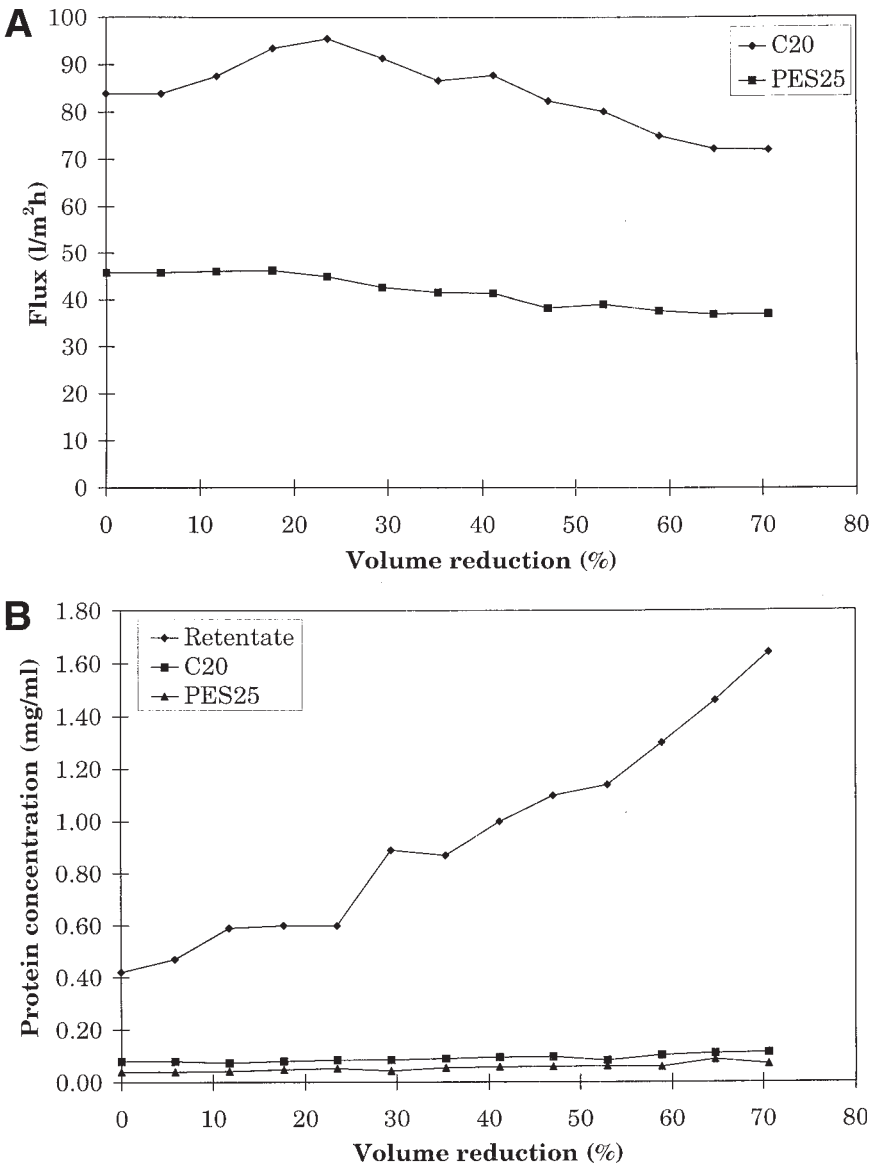 A
100
90
80
70
60
50
40
30
20
10
0
Flux (l/m²h)
C20
PES25
0 10 20 30 40 50 60 70 80
Volume reduction (%)
B
1.80
1.60
1.40
1.20
1.00
0.80
0.60
0.40
0.20
0.00
Protein concentration (mg/ml)
Retentate
C20
PES25
0 10 20 30 40 50 60 70 80
Volume reduction (%)